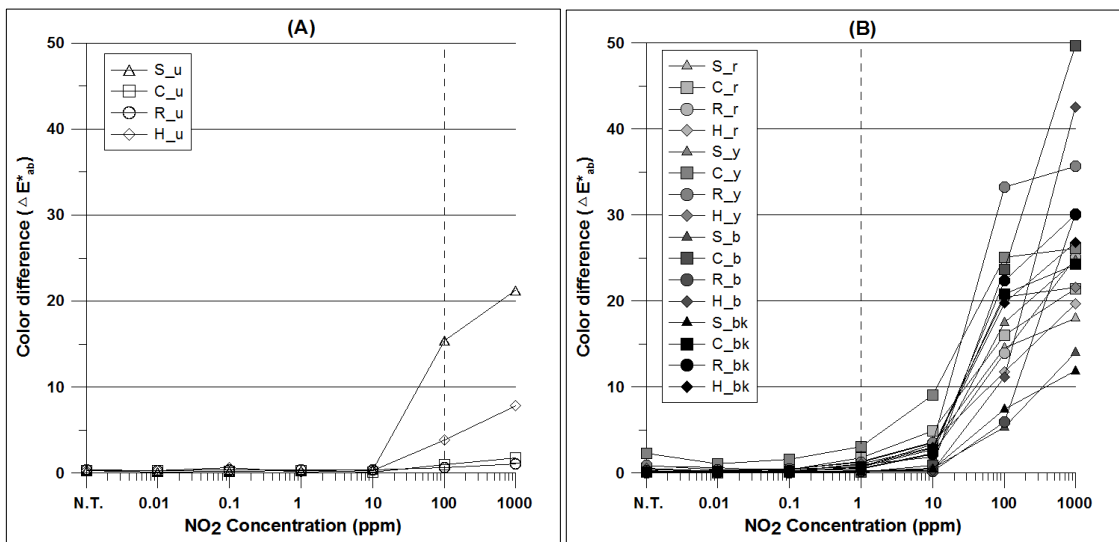 (A)
50
40
30
20
10
0
Color difference (△ E*ab)
S_u
C_u
R_u
H_u
N.T. 0.01 0.1 1 10 100 1000
NO2 Concentration (ppm)
(B)
50
40
30
20
10
0
Color difference (△ E*ab)
S_r
C_r
R_r
H_r
S_y
C_y
R_y
H_y
S_b
C_b
R_b
H_b
S_bk
C_bk
R_bk
H_bk
N.T. 0.01 0.1 1 10 100 1000
NO2 Concentration (ppm)